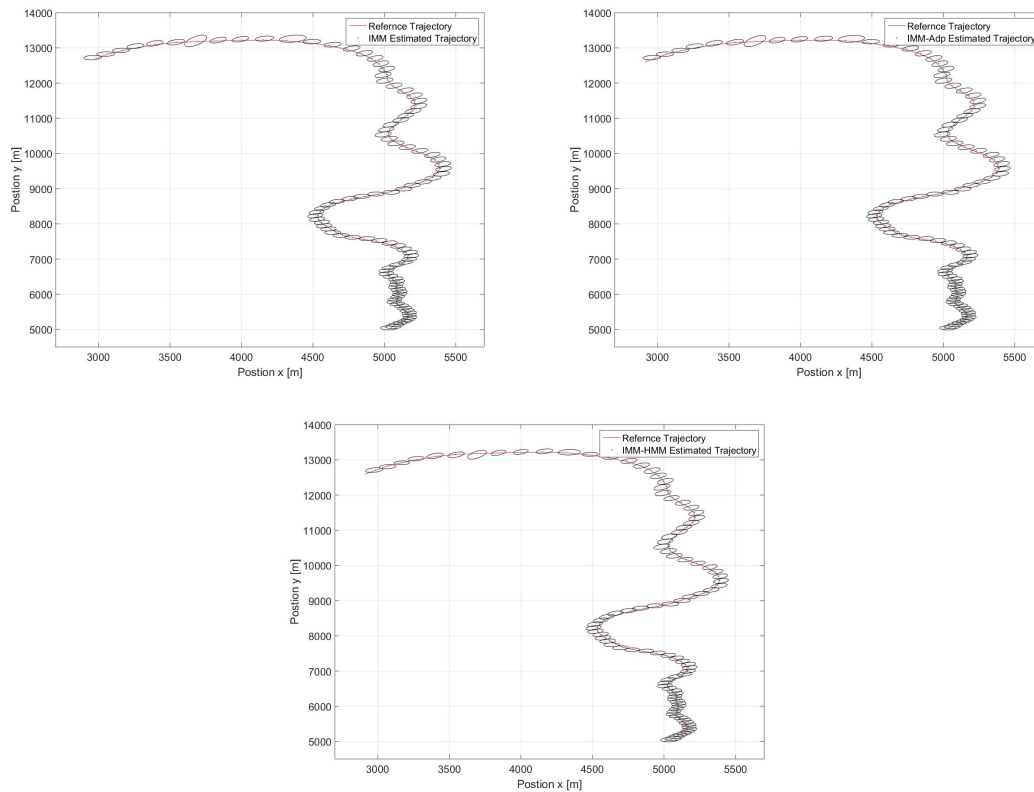 14000
13000
12000
11000
10000
9000
8000
7000
6000
5000
Postion y [m]
3000 3500 4000 4500 5000 5500
Postion x [m]
Refernce Trajectory
IMM Estimated Trajectory
14000
13000
12000
11000
10000
9000
8000
7000
6000
5000
Postion y [m]
3000 3500 4000 4500 5000 5500
Postion x [m]
Refernce Trajectory
IMM-Adp Estimated Trajectory
14000
13000
12000
11000
10000
9000
8000
7000
6000
5000
Postion y [m]
3000 3500 4000 4500 5000 5500
Postion x [m]
Refernce Trajectory
IMM-HMM Estimated Trajectory